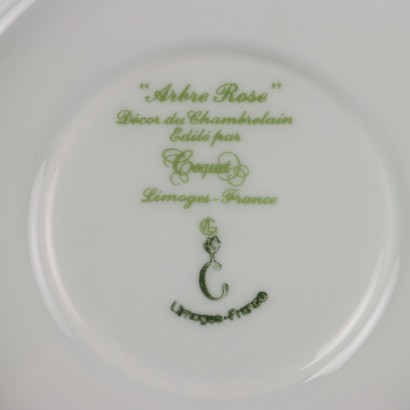 "Arbre Rose"
Décor du Chambrelain
Edité par
Coquet
Limoges-France
C
Limoges-France